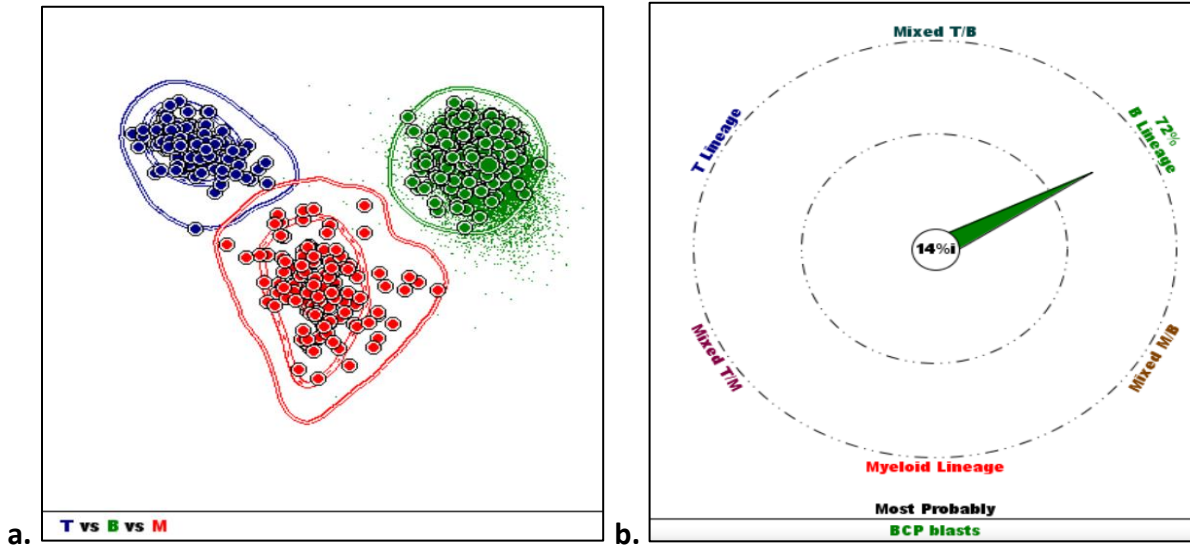 T vs B vs M
a.
Mixed T/B
T Lineage
72%
B Lineage
14%i
Mixed T/M
Mixed M/B
Myeloid Lineage
Most Probably
BCP blasts
b.